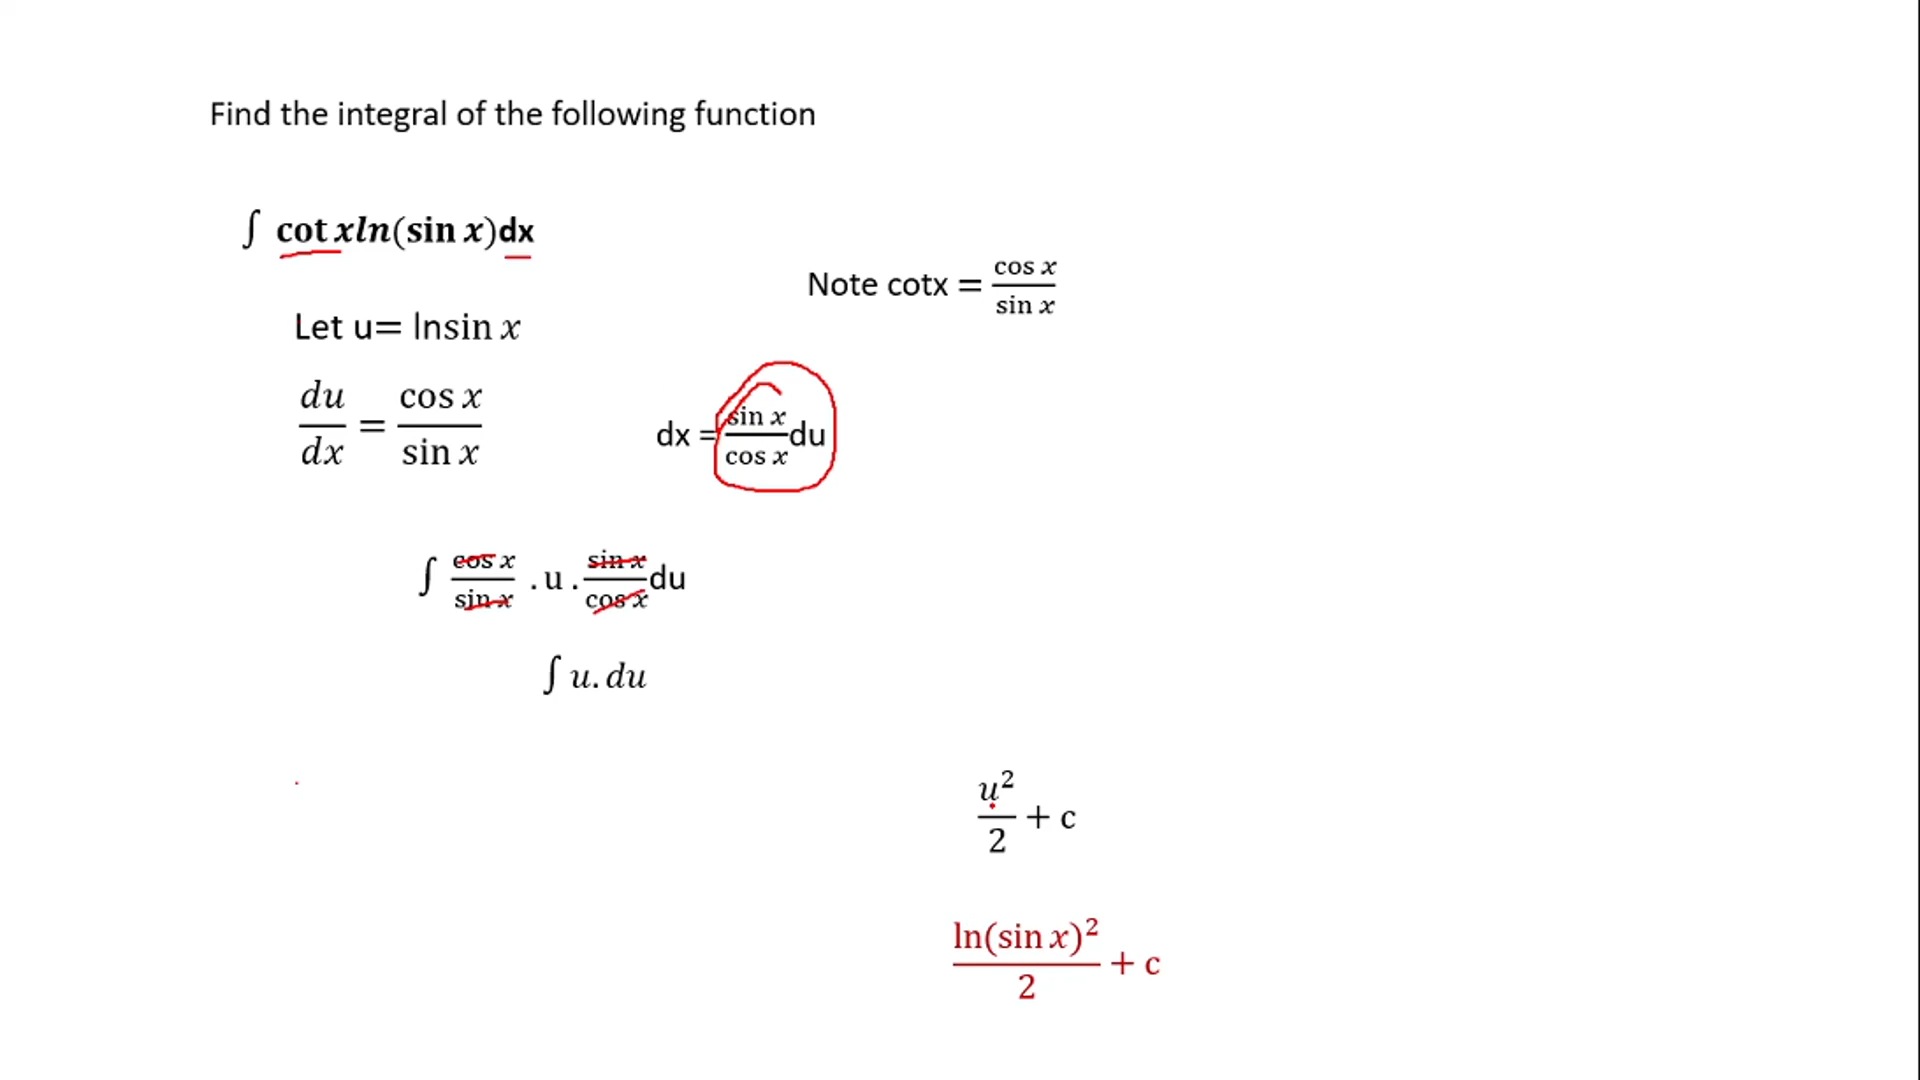 Find the integral of the following function
∫ cot xln(sin x)dx
Note cotx = cos x / sin x
Let u= lnsin x
du/dx = cos x / sin x
dx = sin x / cos x du
∫ cos x / sin x .u. sin x / cos x du
∫ u. du
u²/2 + c
ln(sin x)²/2 + c